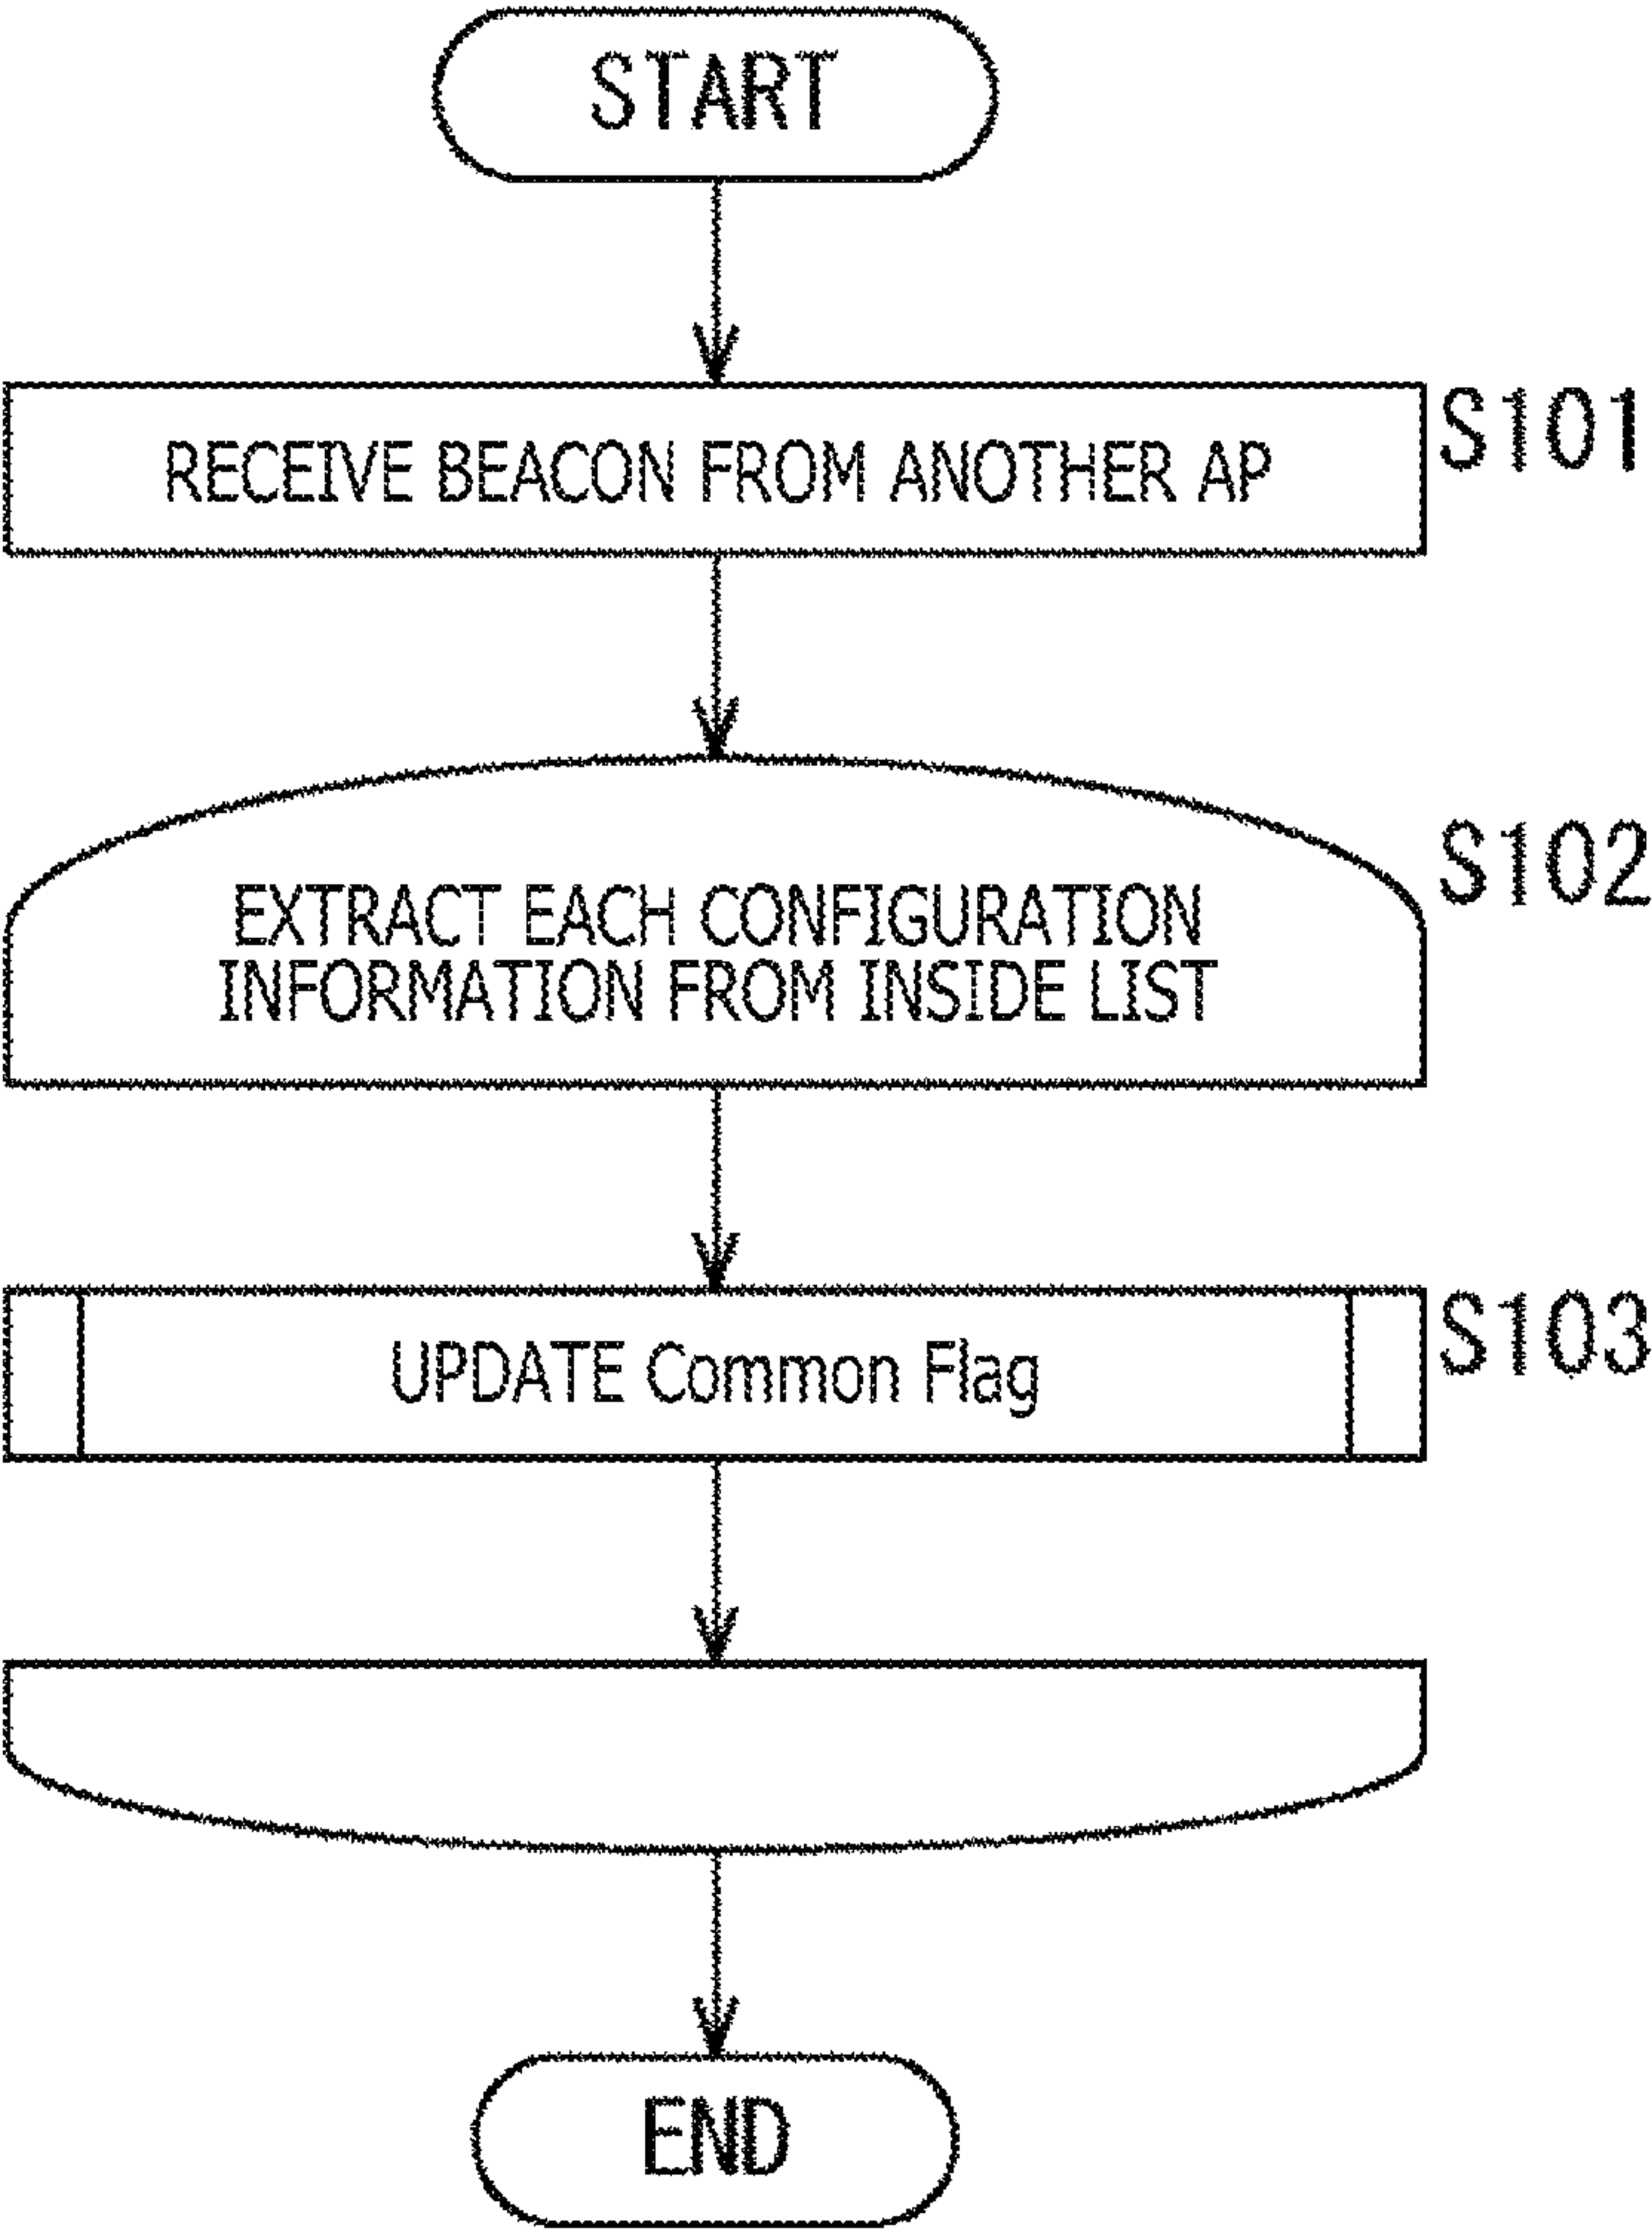 START
RECEIVE BEACON FROM ANOTHER AP
S101
EXTRACT EACH CONFIGURATION
INFORMATION FROM INSIDE LIST
S102
UPDATE Common Flag
S103
END